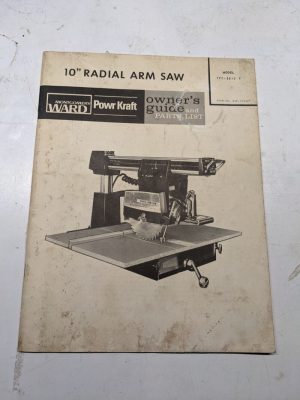 10" RADIAL ARM SAW
MODEL
MONTGOMERY
WARD
Powr Kraft
owner's
guide and
PARTS LIST